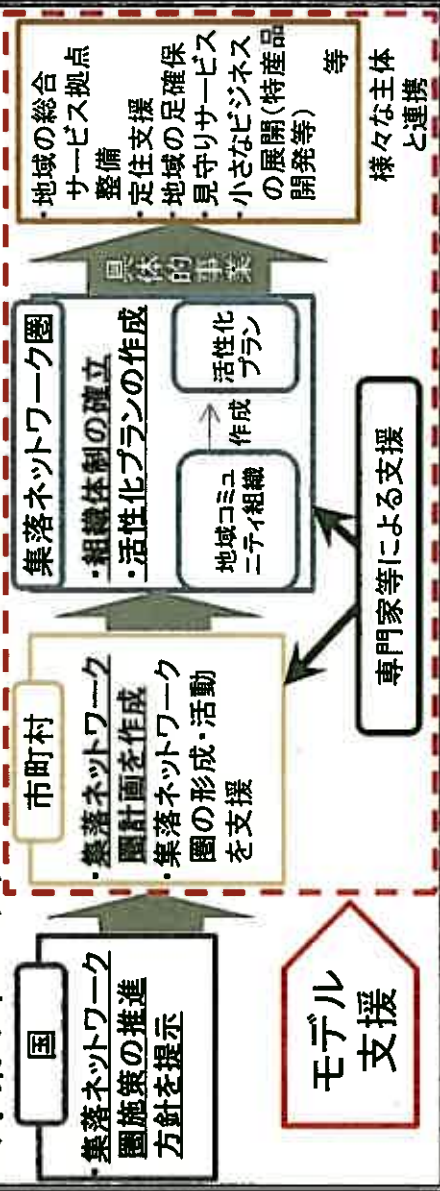 国
・集落ネットワーク
圏施策の推進
方針を提示
モデル
支援
市町村
・集落ネットワーク
圏計画を作成
・集落ネットワーク
圏の形成・活動
を支援
集落ネットワーク圏
・組織体制の確立
・活性化プランの作成
地域コミュ
ニティ組織
作成
活性化
プラン
専門家等による支援
具体的事業
・地域の総合
サービス拠点
整備
・定住支援
・地域の足確保
・見守りサービス
・小さなビジネス
の展開(特産品
開発等)
等
様々な主体
と連携